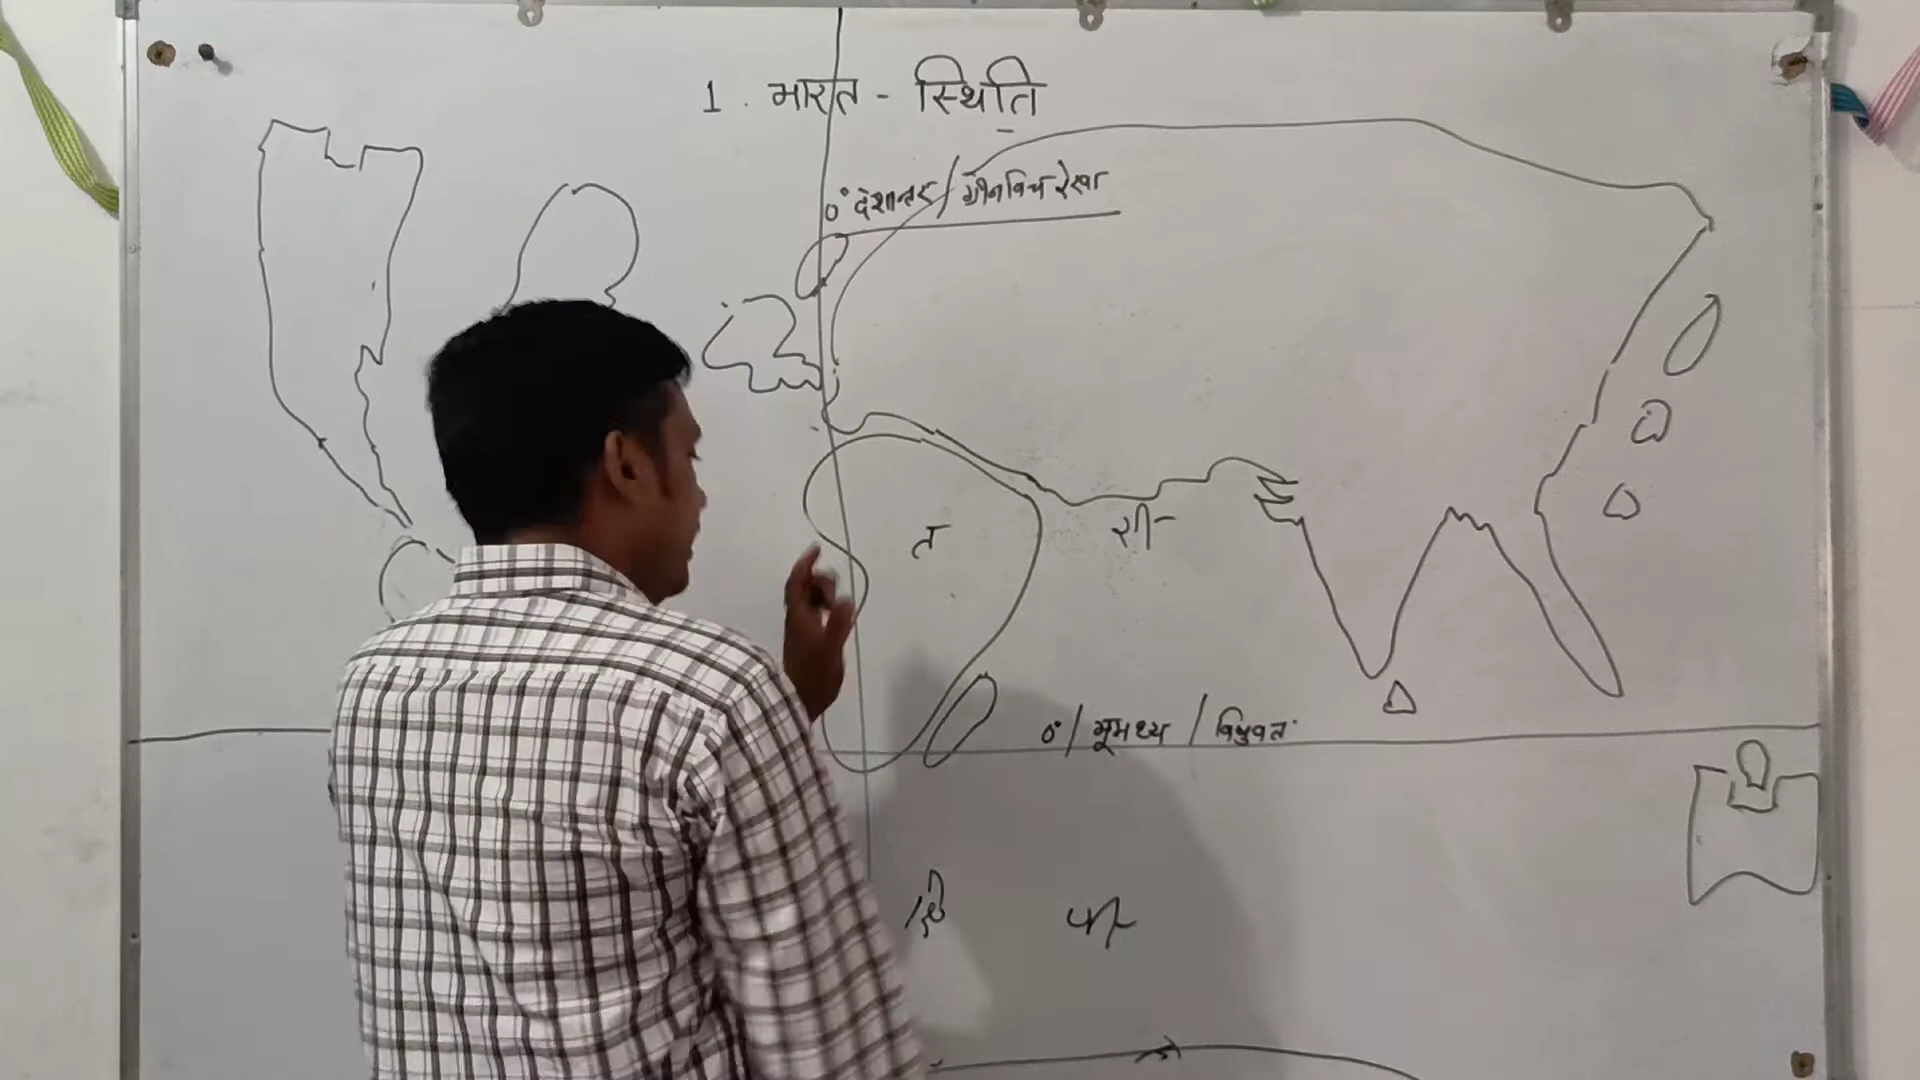 1. भारत - स्थिति
0° देशान्तर / ग्रीनविच रेखा
त
शी-
0° / भूमध्य / विषुवत